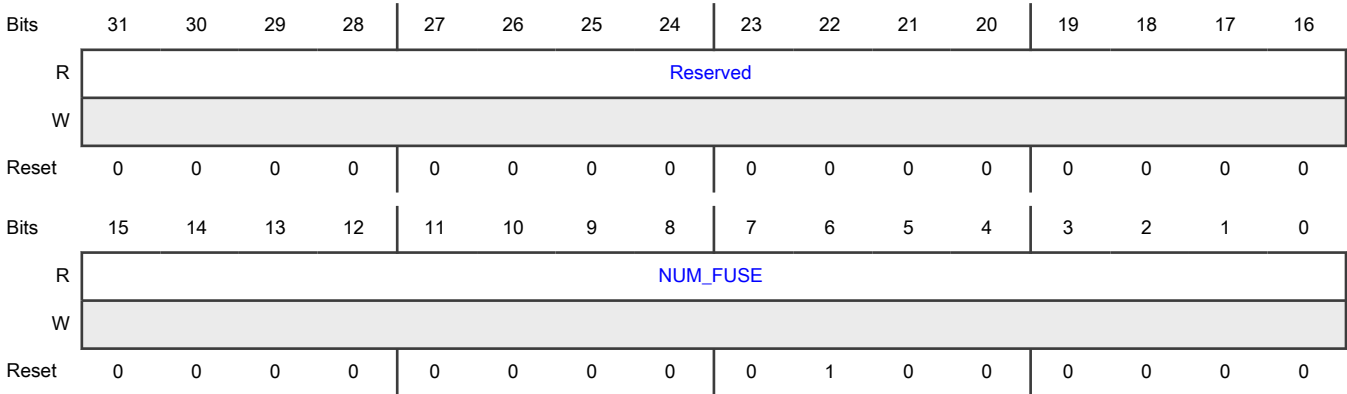 Bits 31 30 29 28 27 26 25 24 23 22 21 20 19 18 17 16
R Reserved
W
Reset 0 0 0 0 0 0 0 0 0 0 0 0 0 0 0 0
Bits 15 14 13 12 11 10 9 8 7 6 5 4 3 2 1 0
R NUM_FUSE
W
Reset 0 0 0 0 0 0 0 0 0 1 0 0 0 0 0 0